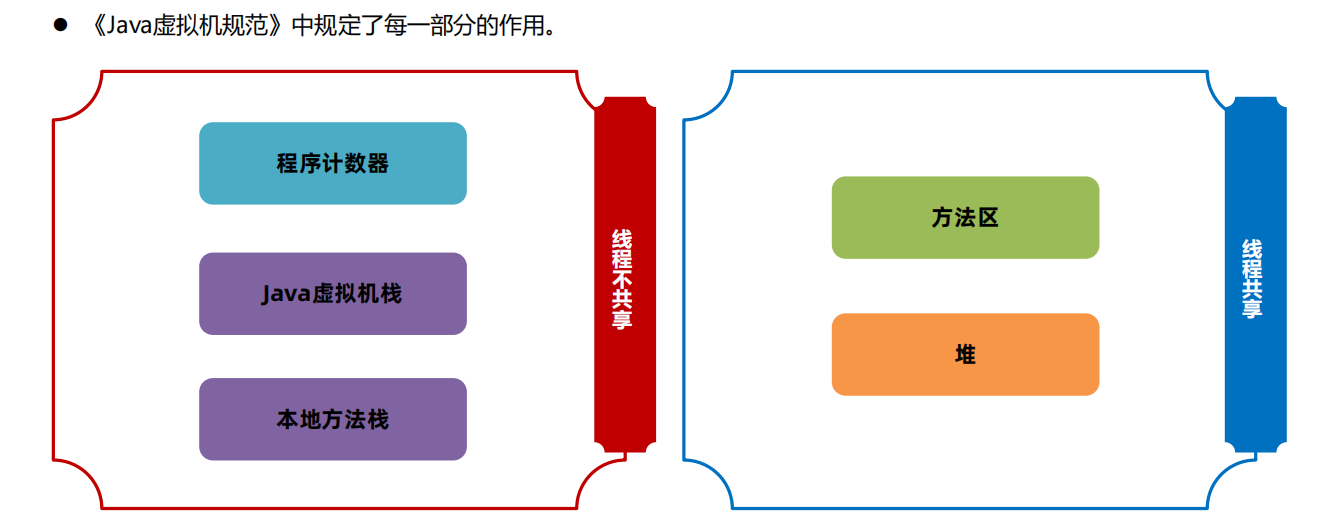 ● 《Java虚拟机规范》中规定了每一部分的作用。
程序计数器
Java虚拟机栈
本地方法栈
线程不共享
方法区
堆
线程共享